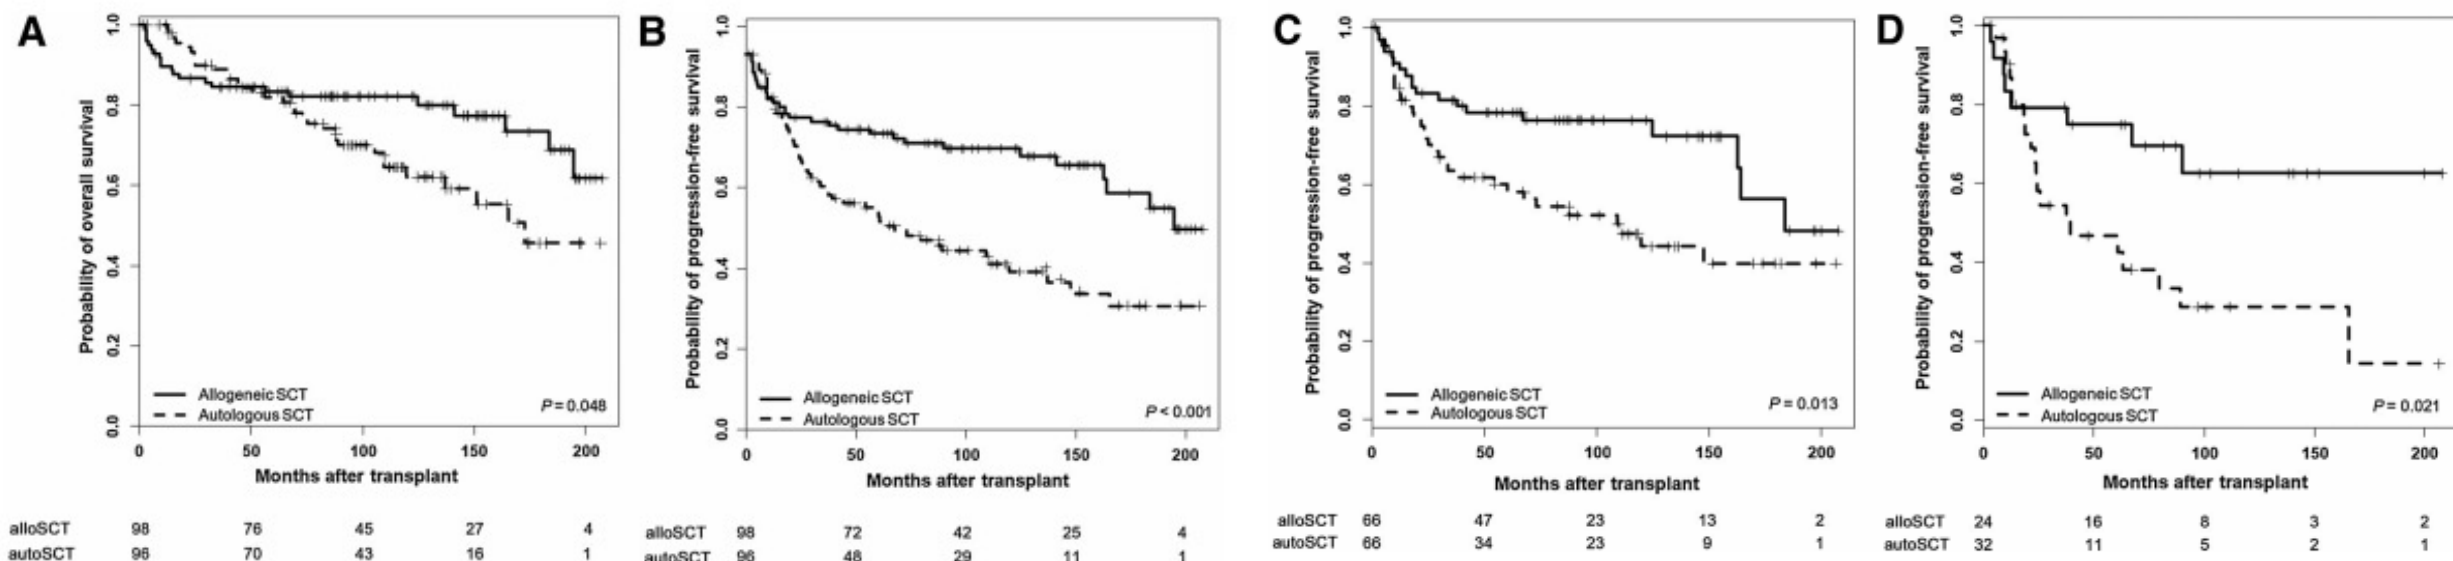 A
Probability of overall survival
1.0
0.8
0.6
0.4
0.2
0.0
Allogeneic SCT
Autologous SCT
P = 0.048
0 50 100 150 200
Months after transplant
alloSCT 98 76 45 27 4
autoSCT 96 70 43 16 1
B
Probability of progression-free survival
1.0
0.8
0.6
0.4
0.2
0.0
Allogeneic SCT
Autologous SCT
P < 0.001
0 50 100 150 200
Months after transplant
alloSCT 98 72 42 25 4
autoSCT 96 48 29 11 1
C
Probability of progression-free survival
1.0
0.8
0.6
0.4
0.2
0.0
Allogeneic SCT
Autologous SCT
P = 0.013
0 50 100 150 200
Months after transplant
alloSCT 66 47 23 13 2
autoSCT 66 34 23 9 1
D
Probability of progression-free survival
1.0
0.8
0.6
0.4
0.2
0.0
Allogeneic SCT
Autologous SCT
P = 0.021
0 50 100 150 200
Months after transplant
alloSCT 24 16 8 3 2
autoSCT 32 11 5 2 1